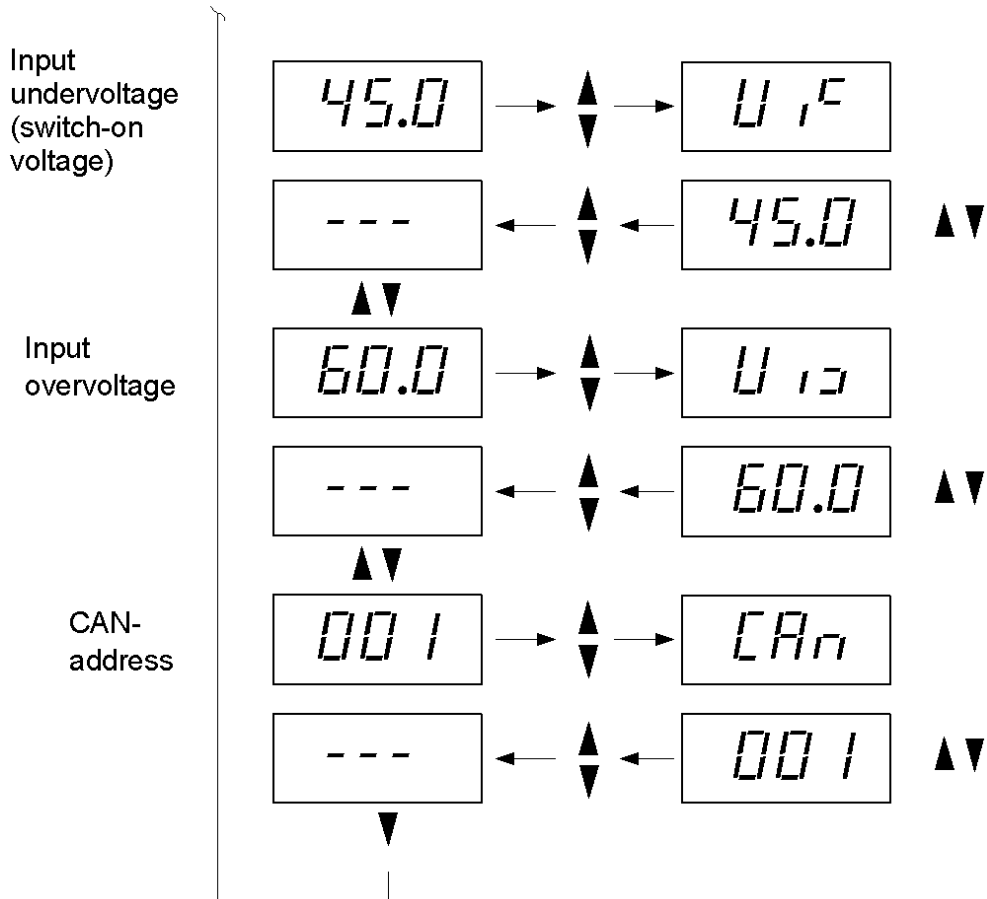 Input
undervoltage
(switch-on
voltage)
45.0
45.0
---
Input
overvoltage
60.0
60.0
---
CAN-
address
001
CAn
---
001